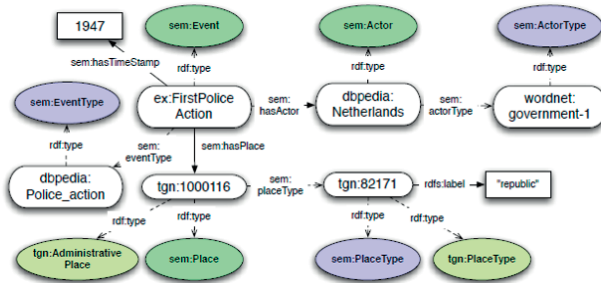 1947
sem:Event
sem:Actor
sem:ActorType
sem:hasTimeStamp
rdf:type
rdf:type
rdf:type
sem:EventType
ex:FirstPolice
Action
sem:
hasActor
dbpedia:
Netherlands
sem:
actorType
wordnet:
government-1
rdf:type
sem:
eventType
sem:hasPlace
dbpedia:
Police_action
tgn:1000116
sem:
placeType
tgn:82171
rdfs:label
"republic"
rdf:type
rdf:type
rdf:type
rdf:type
tgn:Administrative
Place
sem:Place
sem:PlaceType
tgn:PlaceType